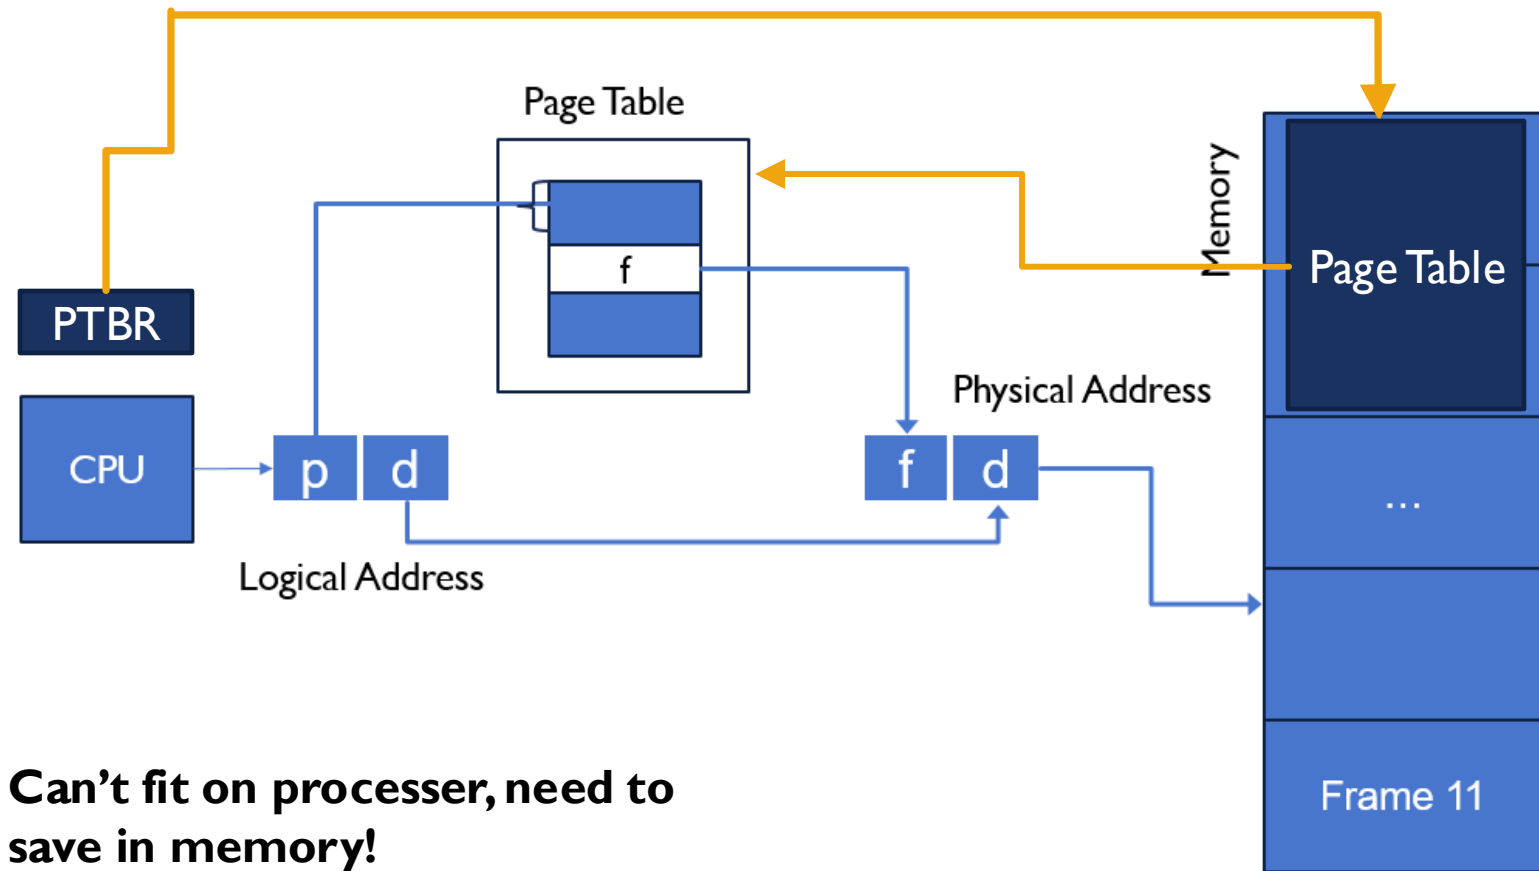 Page Table
Memory
Page Table
f
PTBR
Physical Address
CPU
p d
f d
...
Logical Address
Can’t fit on processer, need to
save in memory!
Frame 11